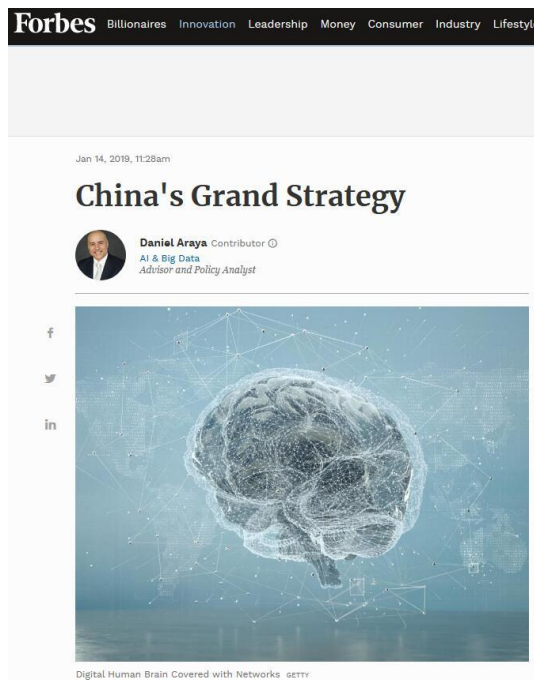 Forbes Billionaires Innovation Leadership Money Consumer Industry
Jan 14, 2019, 11:28am
China's Grand Strategy
Daniel Araya Contributor
AI & Big Data
Advisor and Policy Analyst
f
in
Digital Human Brain Covered with Networks GETTY